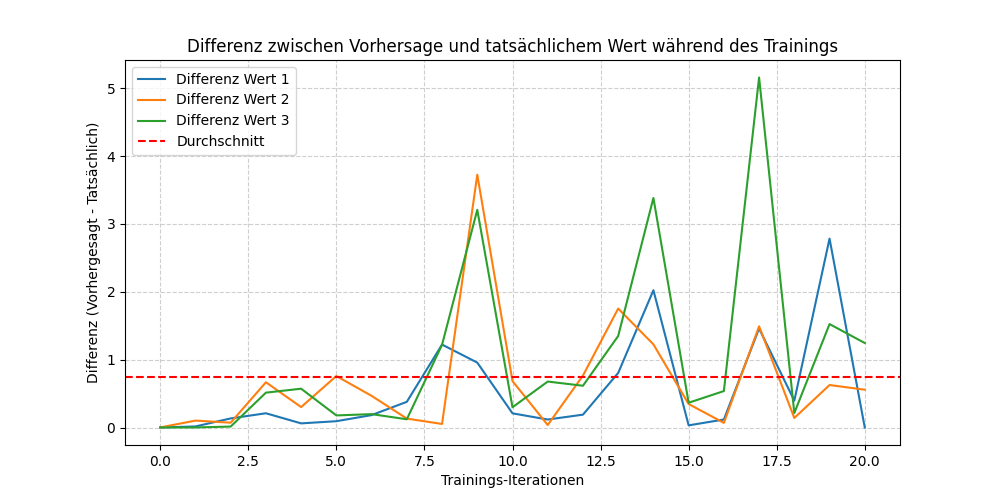 Differenz zwischen Vorhersage und tatsächlichem Wert während des Trainings
Differenz Wert 1
Differenz Wert 2
Differenz Wert 3
Durchschnitt
Differenz (Vorhergesagt - Tatsächlich)
5
4
3
2
1
0
0.0 2.5 5.0 7.5 10.0 12.5 15.0 17.5 20.0
Trainings-Iterationen